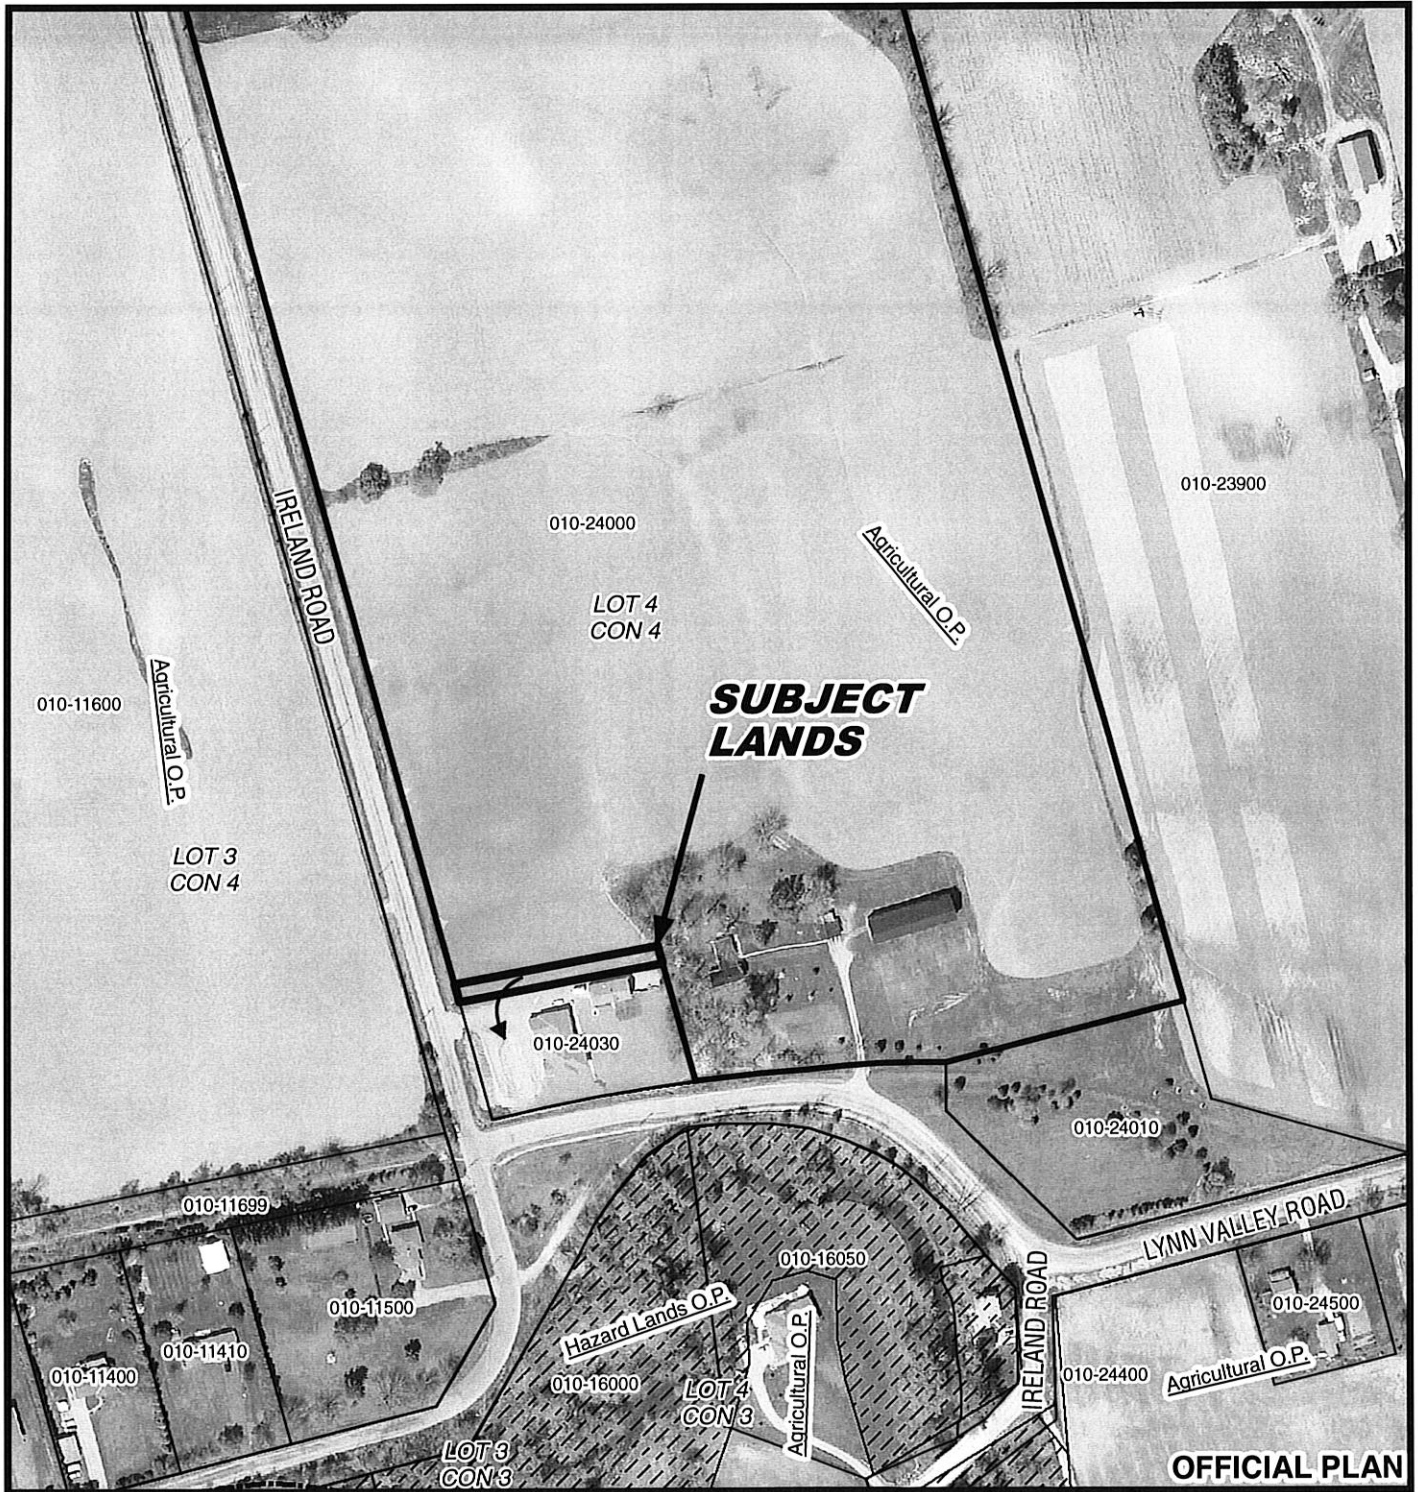 010-23900
010-24000
IRELAND ROAD
Agricultural O.P.
LOT 4
CON 4
SUBJECT
LANDS
010-11600
Agricultural O.P.
LOT 3
CON 4
010-24030
010-24010
010-11699
LYNN VALLEY ROAD
010-16050
IRELAND ROAD
010-11500
Hazard Lands O.P.
010-24500
010-11410
Agricultural O.P.
010-11400
010-16000
LOT 4
CON 3
010-24400
Agricultural O.P.
LOT 3
CON 3
OFFICIAL PLAN